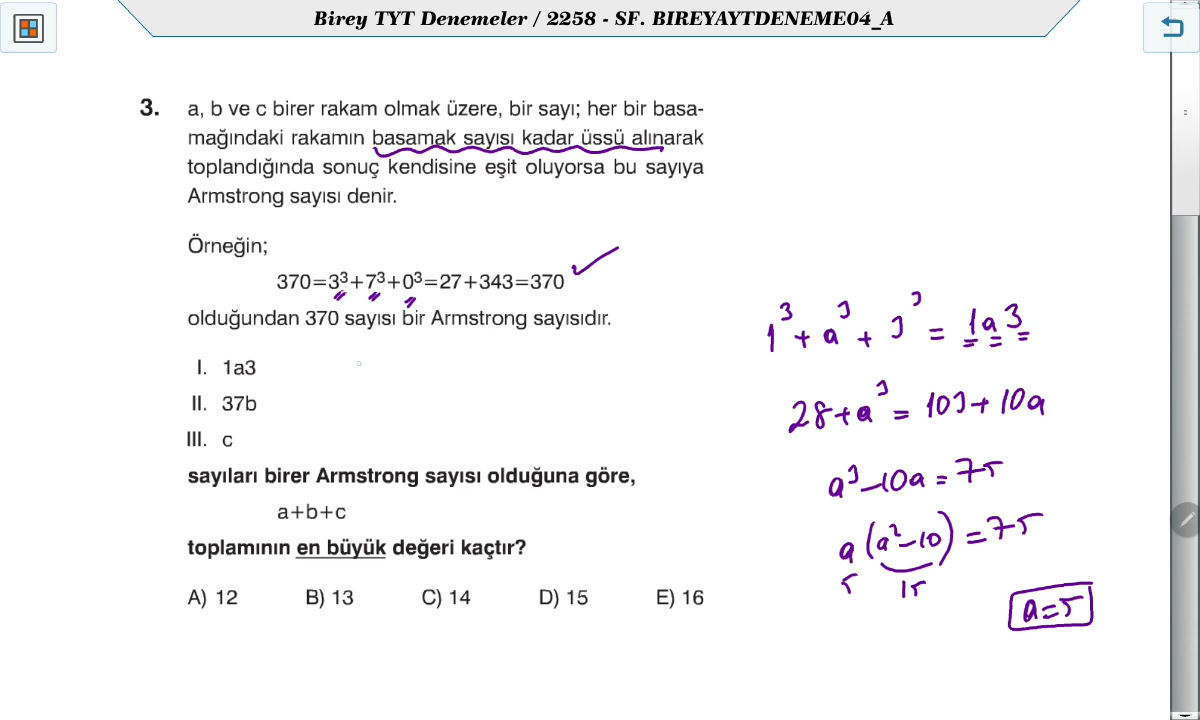 Birey TYT Denemeler / 2258 - SF. BIREYAYTDENEME04_A
3. a, b ve c birer rakam olmak üzere, bir sayı; her bir basa-
mağındaki rakamın basamak sayısı kadar üssü alınarak
toplandığında sonuç kendisine eşit oluyorsa bu sayıya
Armstrong sayısı denir.
Örneğin;
370=3³+7³+0³=27+343=370
olduğundan 370 sayısı bir Armstrong sayısıdır.
I. 1a3
II. 37b
III. c
sayıları birer Armstrong sayısı olduğuna göre,
a+b+c
toplamının en büyük değeri kaçtır?
A) 12 B) 13 C) 14 D) 15 E) 16
1³ + a³ + 3³ = 1a3
28 + a³ = 103 + 10a
a³ - 10a = 75
a (a² - 10) = 75
5 15
a = 5